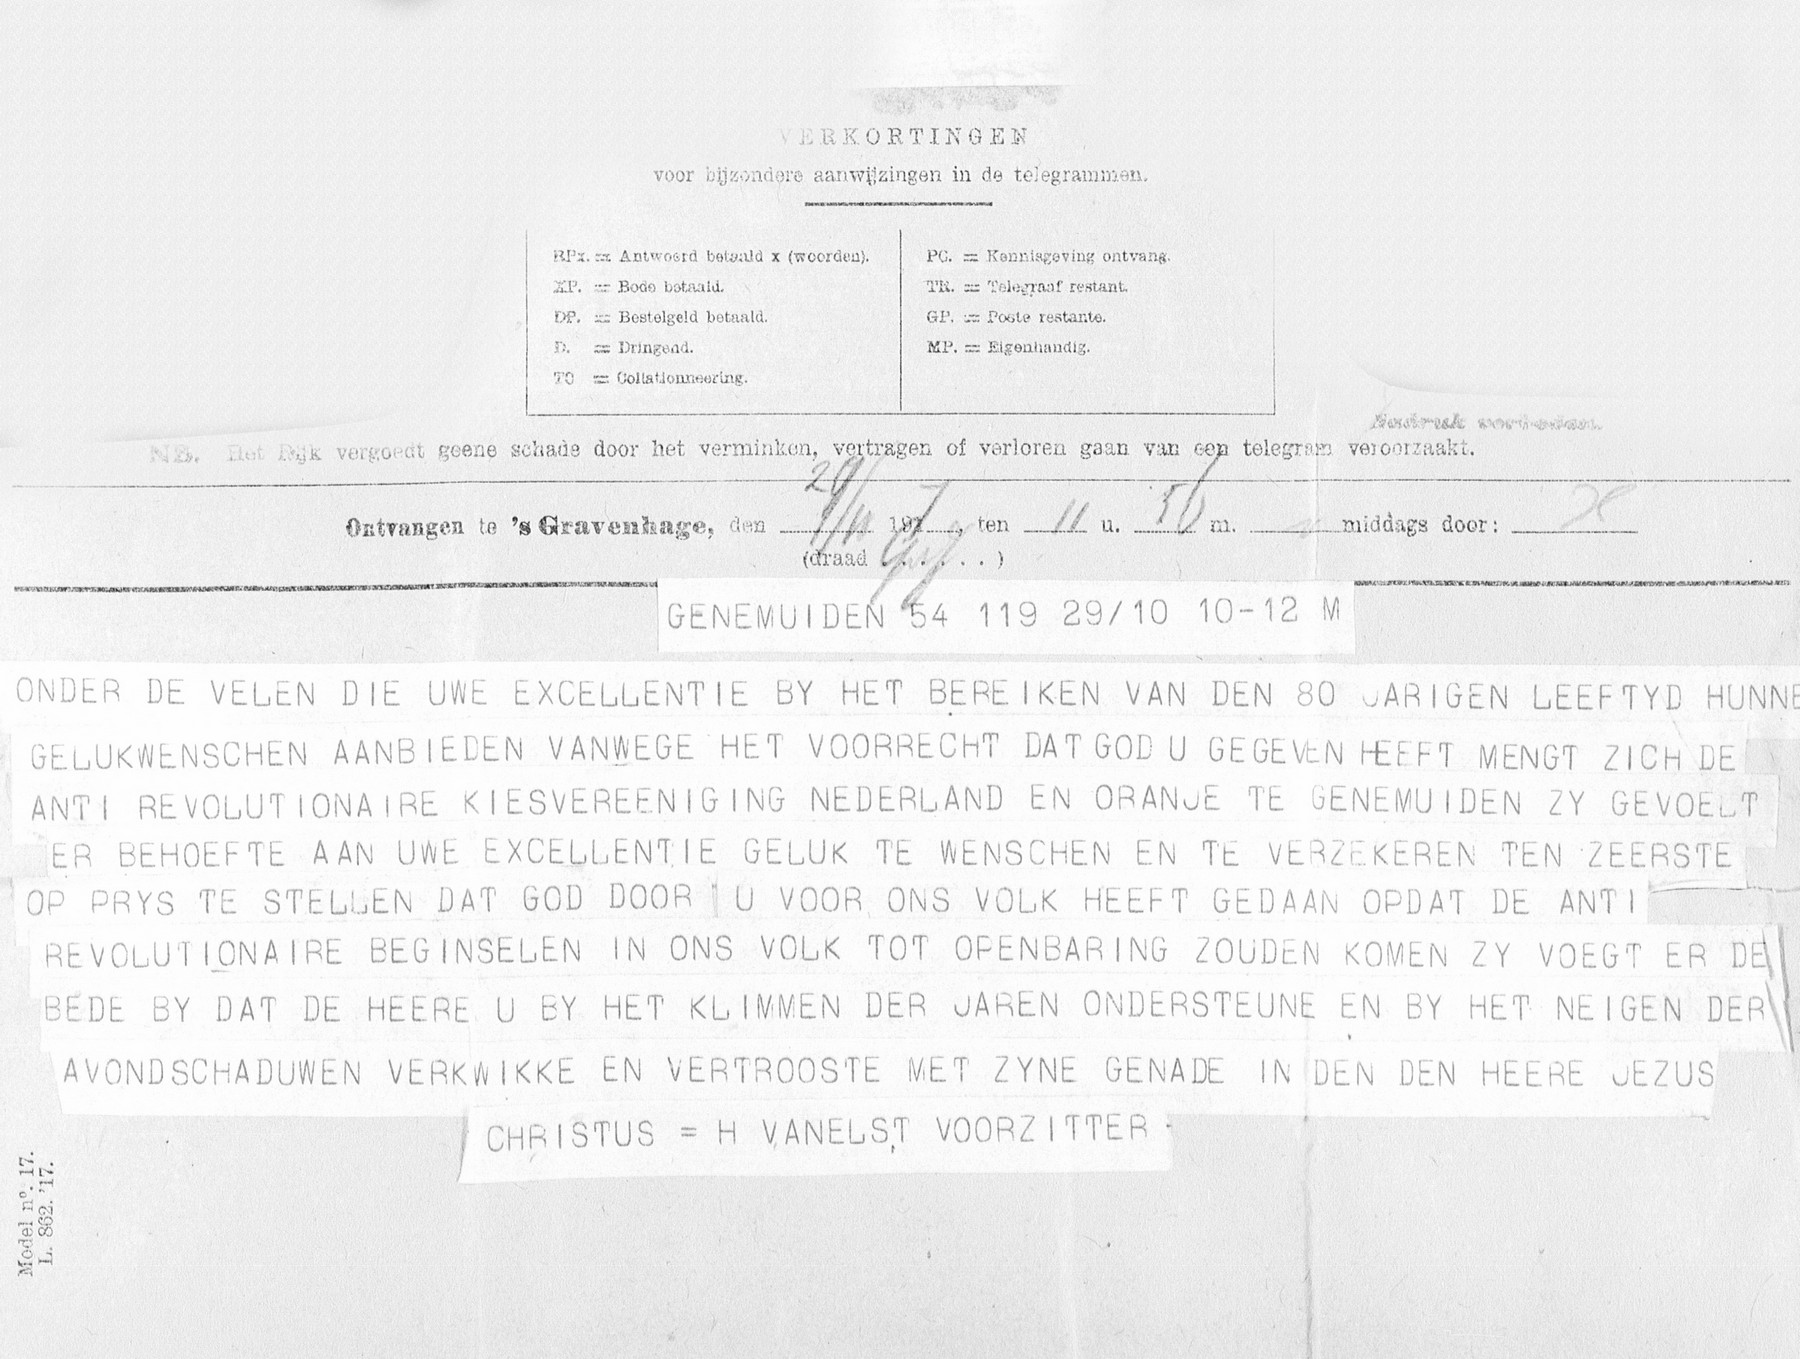 VERKORTINGEN
voor bijzondere aanwijzingen in de telegrammen.
RPx. = Antwoord betaald x (woorden).
XP. = Bode betaald.
DP. = Bestelgeld betaald.
D. = Dringend.
TC = Collationneering.
PC. = Kennisgeving ontvang.
TR. = Telegraaf restant.
GP. = Poste restante.
MP. = Eigenhandig.
Nadruk verboden.
NB. Het Rijk vergoedt geene schade door het verminken, vertragen of verloren gaan van een telegram veroorzaakt.
Ontvangen te 's Gravenhage, den 29/10 1917, ten 11 u. 56 m. middags door:
(draad . . . . . . )
GENEMUIDEN 54 119 29/10 10-12 M
ONDER DE VELEN DIE UWE EXCELLENTIE BY HET BEREIKEN VAN DEN 80 JARIGEN LEEFTYD HUNNE
GELUKWENSCHEN AANBIEDEN VANWEGE HET VOORRECHT DAT GOD U GEGEVEN HEEFT MENGT ZICH DE
ANTI REVOLUTIONAIRE KIESVEREENIGING NEDERLAND EN ORANJE TE GENEMUIDEN ZY GEVOELT
ER BEHOEFTE AAN UWE EXCELLENTIE GELUK TE WENSCHEN EN TE VERZEKEREN TEN ZEERSTE
OP PRYS TE STELLEN DAT GOD DOOR U VOOR ONS VOLK HEEFT GEDAAN OPDAT DE ANTI
REVOLUTIONAIRE BEGINSELEN IN ONS VOLK TOT OPENBARING ZOUDEN KOMEN ZY VOEGT ER DE
BEDE BY DAT DE HEERE U BY HET KLIMMEN DER JAREN ONDERSTEUNE EN BY HET NEIGEN DER
AVONDSCHADUWEN VERKWIKKE EN VERTROOSTE MET ZYNE GENADE IN DEN DEN HEERE JEZUS
CHRISTUS = H VANELST VOORZITTER -
Model nº. 17.
L. 862. '17.